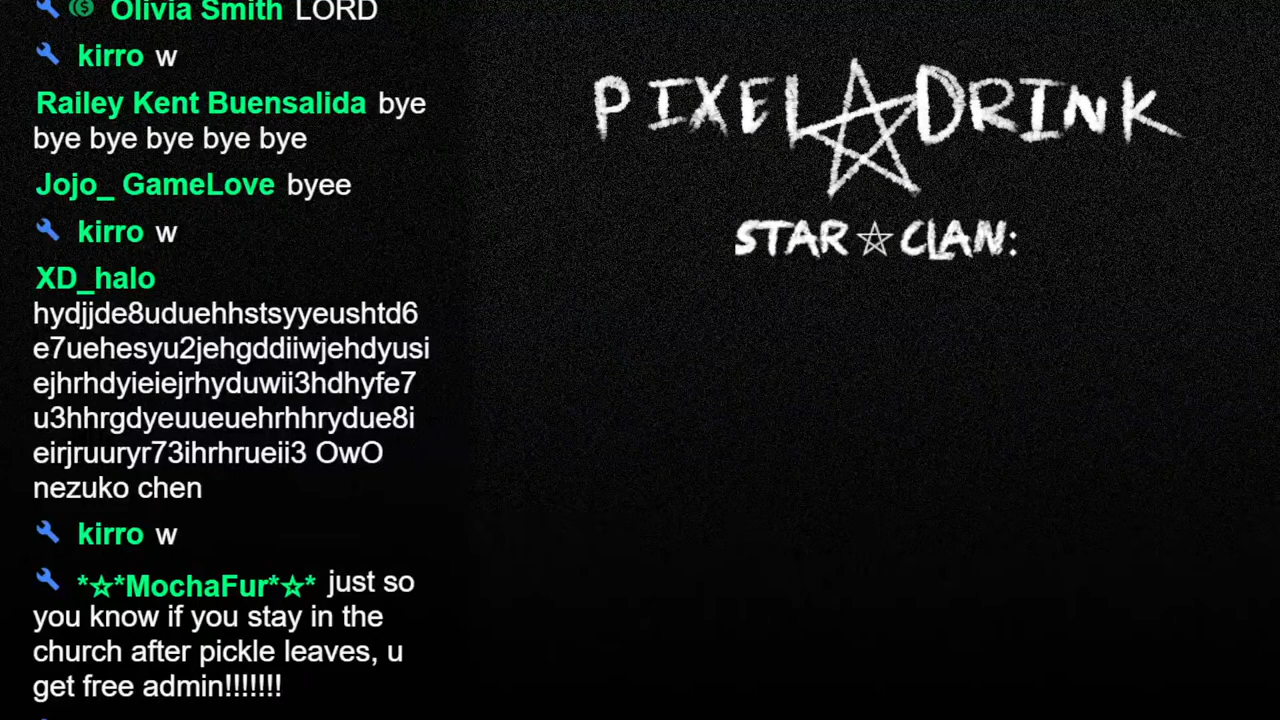 Olivia Smith LORD
kirro w
Railey Kent Buensalida bye
bye bye bye bye bye
Jojo_ GameLove byee
kirro w
XD_halo
hydjjde8uduehhstsyyeushtd6
e7uehesyu2jehgddiiwjehdyusi
ejhrhdyieiejrhyduwii3hdhyfe7
u3hhrgdyeuueuehrhhrydue8i
eirjruuryr73ihrhrueii3 OwO
nezuko chen
kirro w
*☆*MochaFur*☆* just so
you know if you stay in the
church after pickle leaves, u
get free admin!!!!!!!
PIXEL☆DRINK
STAR☆CLAN: